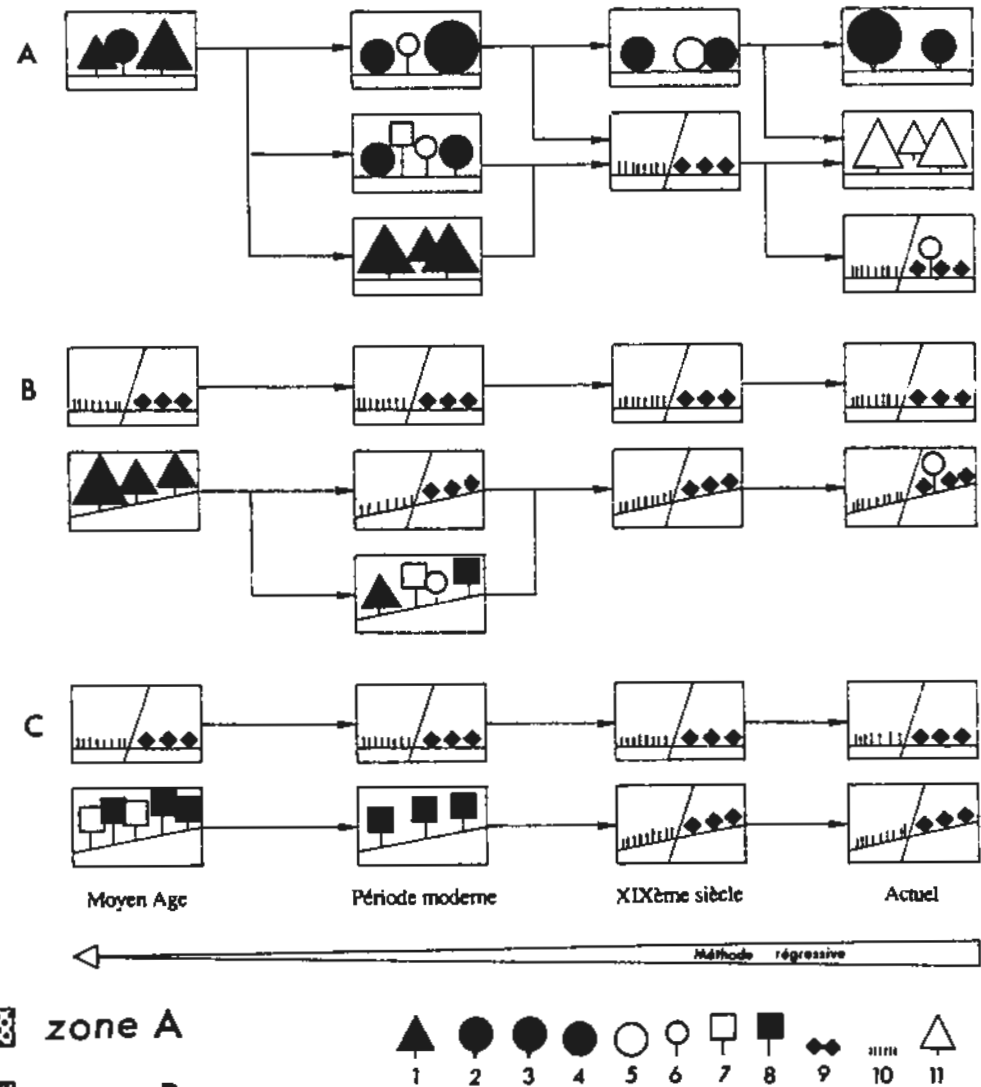 A
B
C
Moyen Age Période moderne XIXème siècle Actuel
Méthode régressive
zone A
1 2 3 4 5 6 7 8 9 10 11